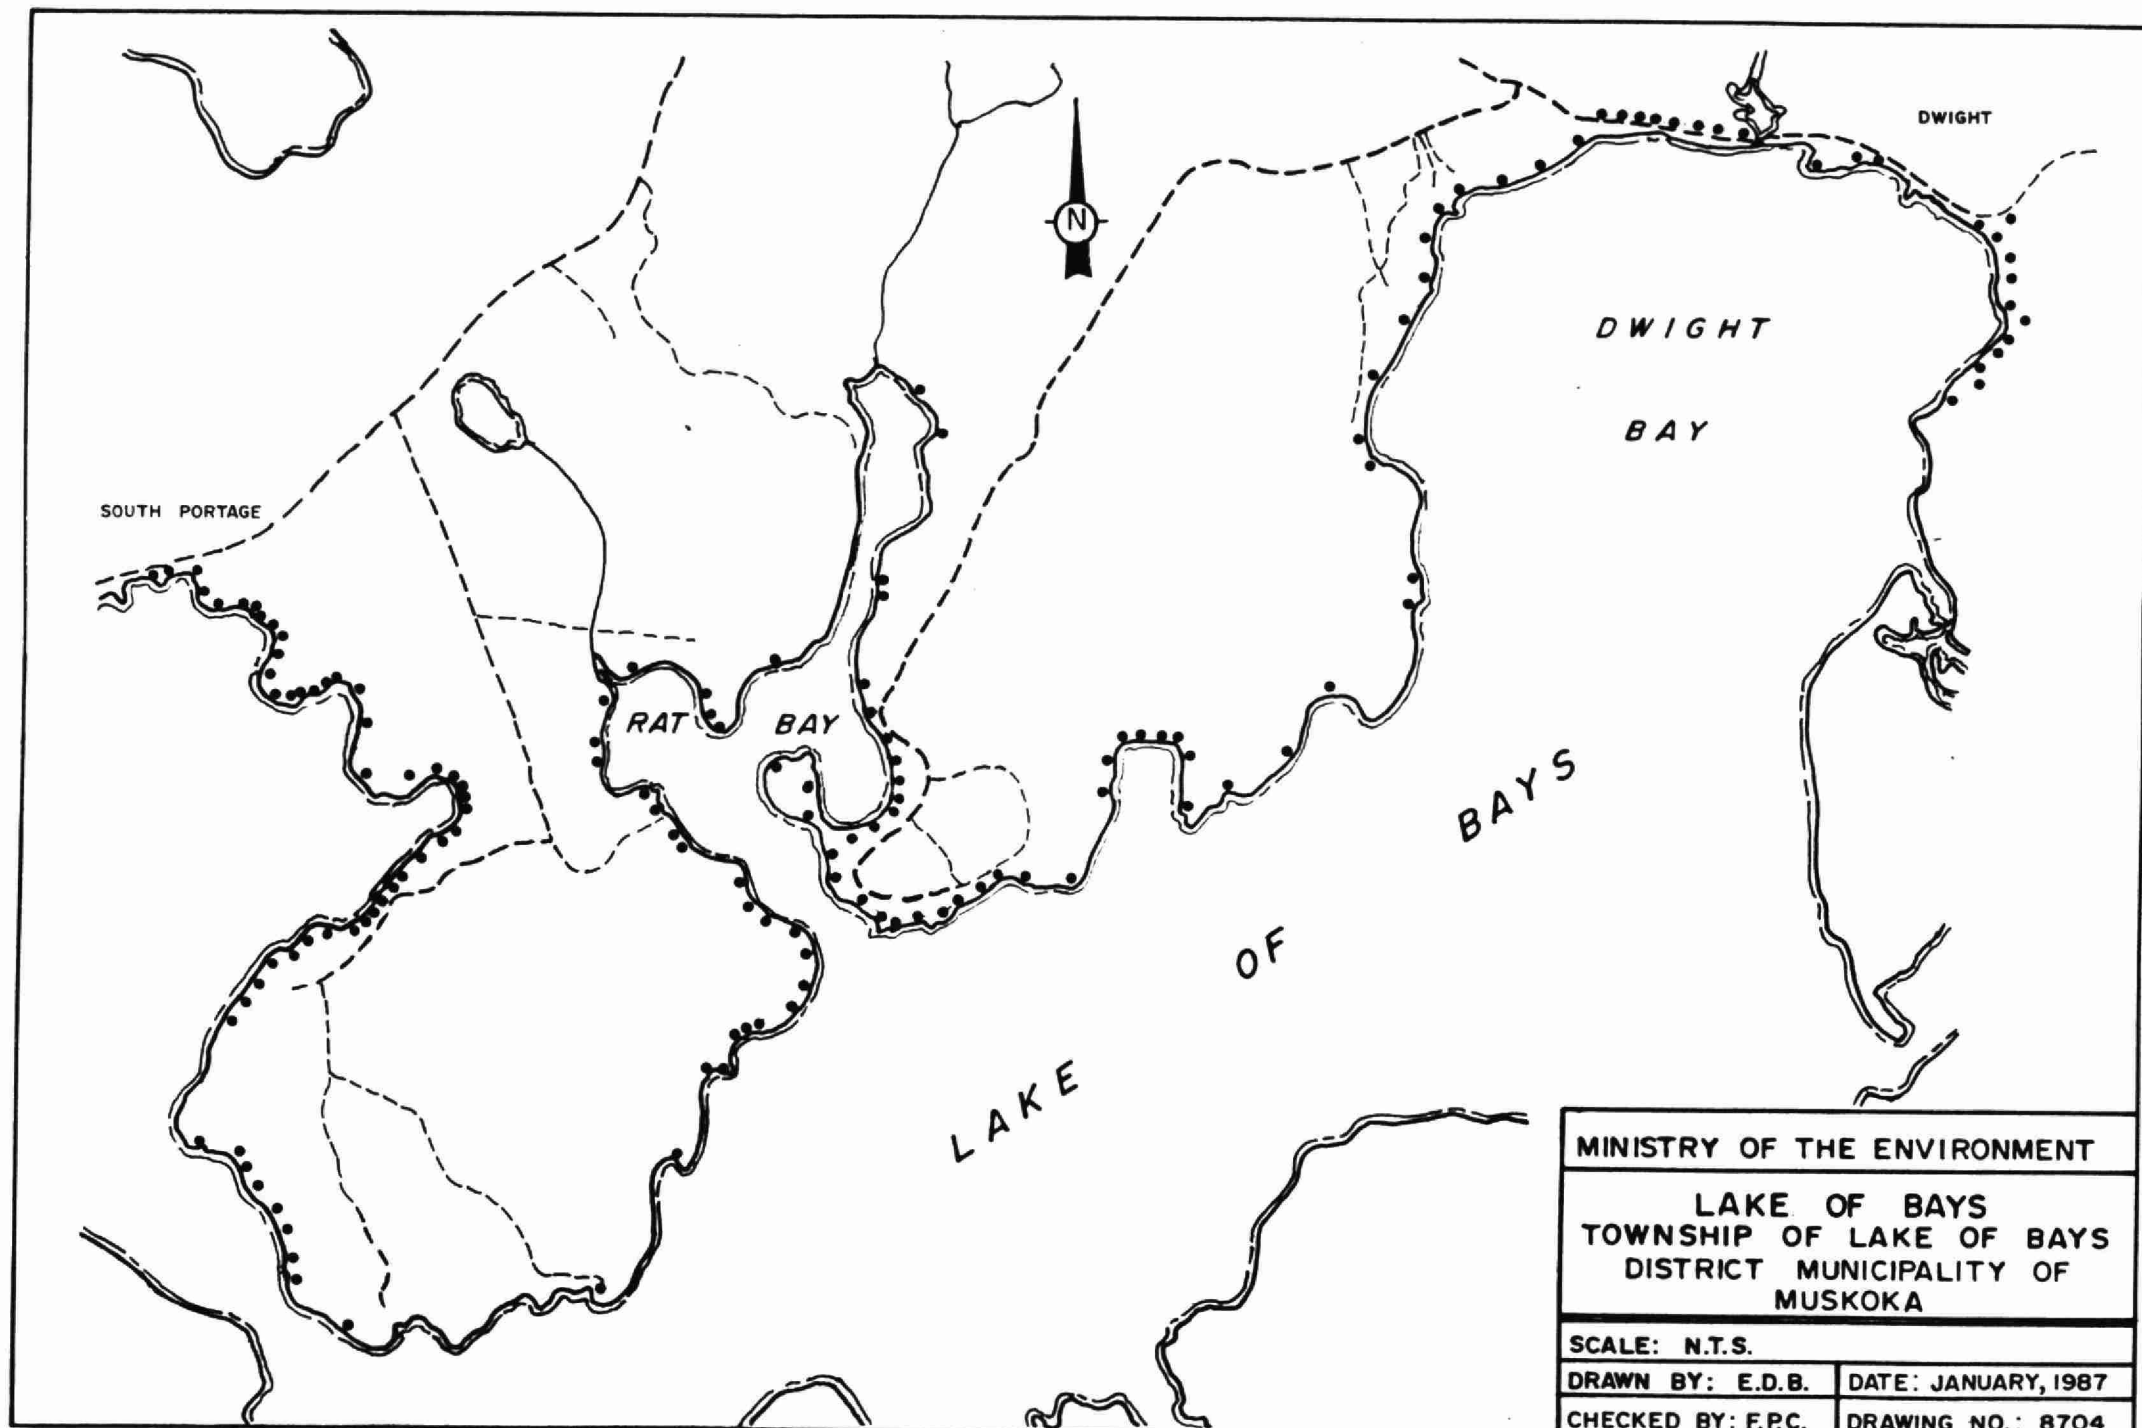 DWIGHT
N
DWIGHT
BAY
SOUTH PORTAGE
RAT BAY
LAKE OF BAYS
MINISTRY OF THE ENVIRONMENT
LAKE OF BAYS
TOWNSHIP OF LAKE OF BAYS
DISTRICT MUNICIPALITY OF
MUSKOKA
SCALE: N.T.S.
DRAWN BY: E.D.B. DATE: JANUARY, 1987
CHECKED BY: F.P.C. DRAWING NO.: 8704